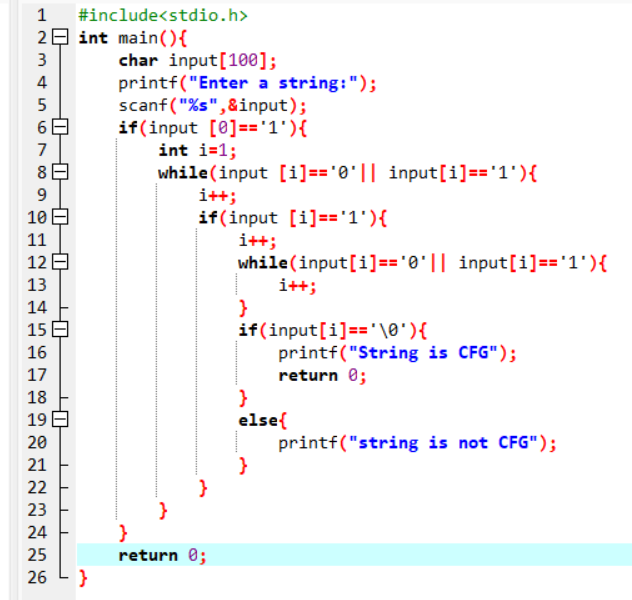 1 #include<stdio.h>
2 int main(){
3 char input[100];
4 printf("Enter a string:");
5 scanf("%s",&input);
6 if(input [0]=='1'){
7 int i=1;
8 while(input [i]=='0'|| input[i]=='1'){
9 i++;
10 if(input [i]=='1'){
11 i++;
12 while(input[i]=='0'|| input[i]=='1'){
13 i++;
14 }
15 if(input[i]=='\0'){
16 printf("String is CFG");
17 return 0;
18 }
19 else{
20 printf("string is not CFG");
21 }
22 }
23 }
24 }
25 return 0;
26 }